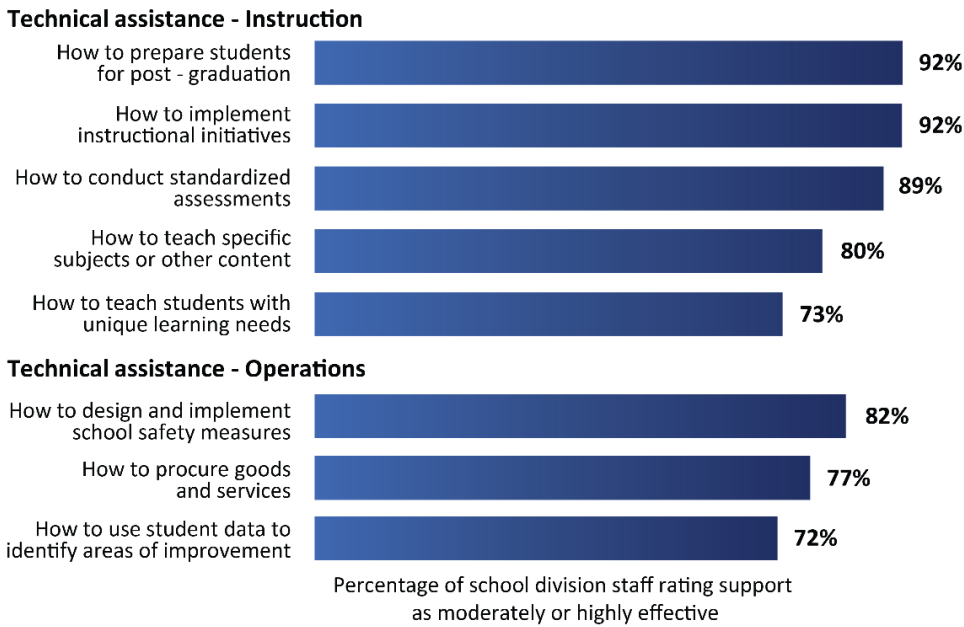 Technical assistance - Instruction
How to prepare students
for post - graduation
92%
How to implement
instructional initiatives
92%
How to conduct standardized
assessments
89%
How to teach specific
subjects or other content
80%
How to teach students with
unique learning needs
73%
Technical assistance - Operations
How to design and implement
school safety measures
82%
How to procure goods
and services
77%
How to use student data to
identify areas of improvement
72%
Percentage of school division staff rating support
as moderately or highly effective